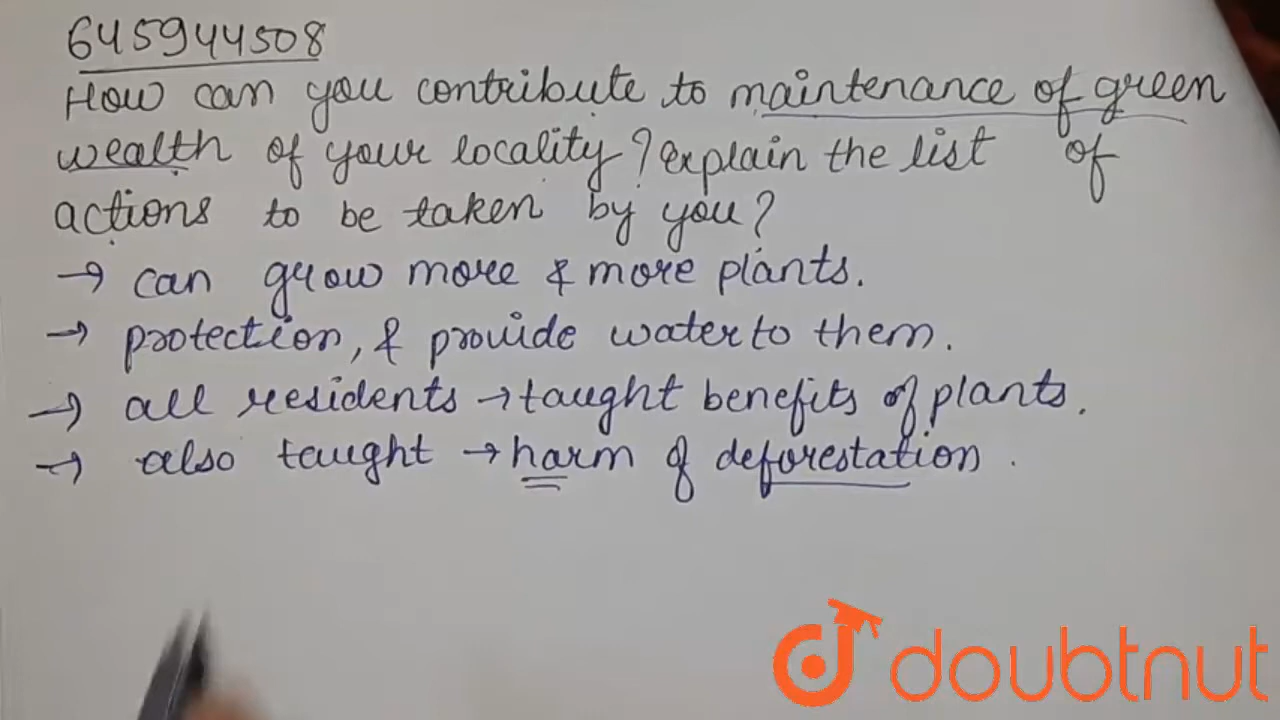 645944508
How can you contribute to maintenance of green
wealth of your locality? explain the list of
actions to be taken by you?
→ can grow more & more plants.
→ protection, & provide water to them.
→ all residents → taught benefits of plants.
→ also taught → harm of deforestation.
doubtnut